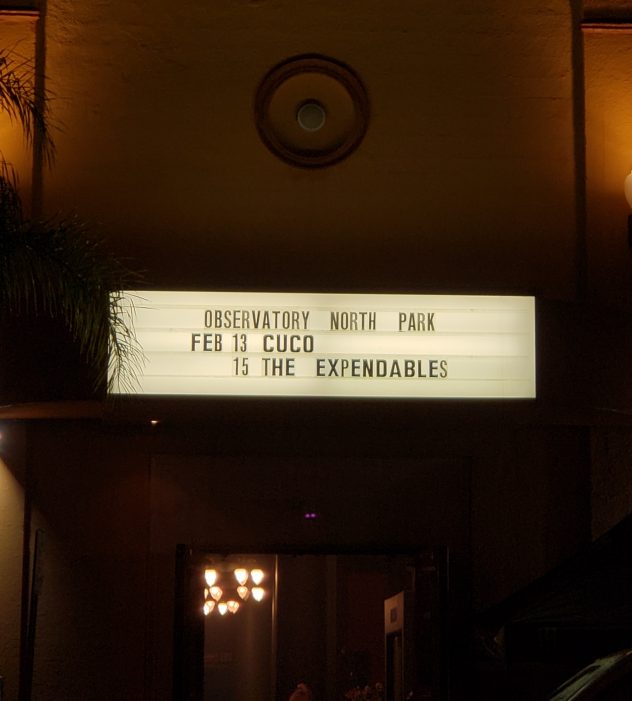 OBSERVATORY NORTH PARK
FEB 13 CUCO
15 THE EXPENDABLES